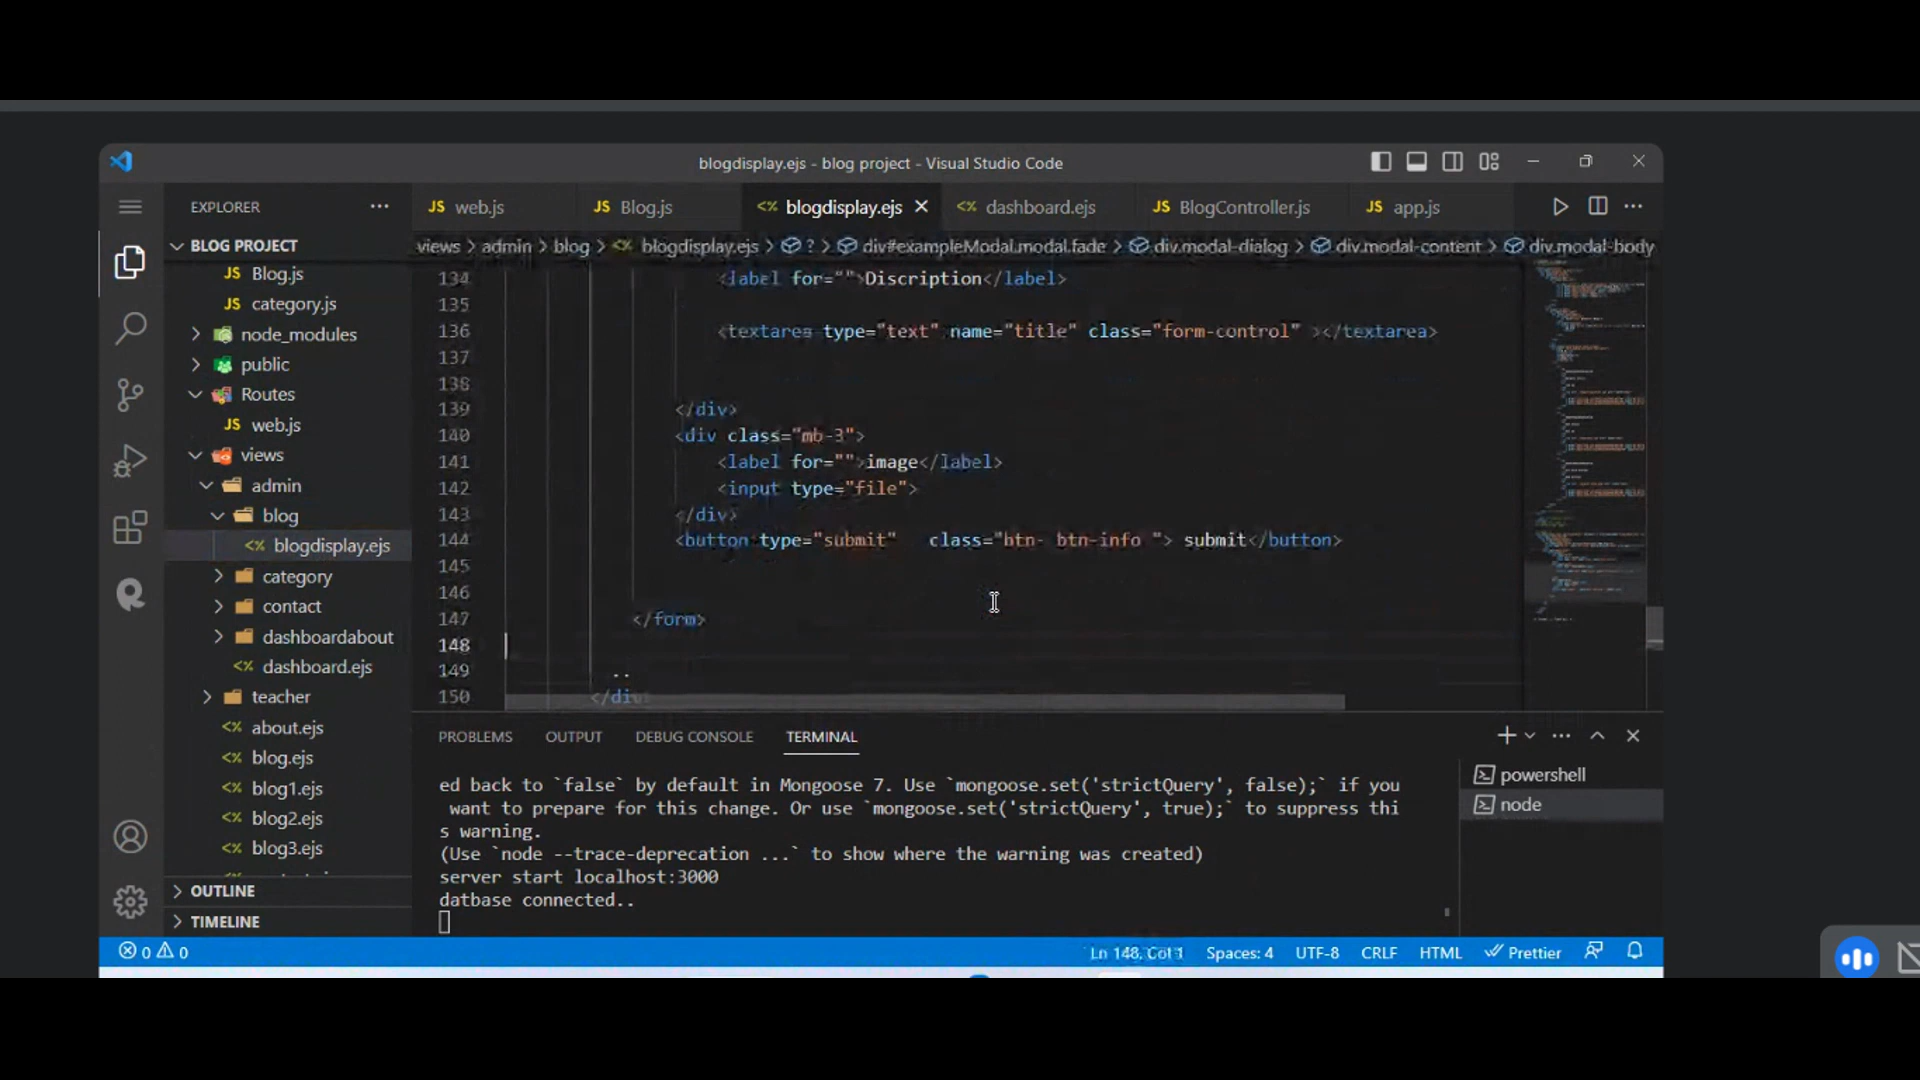 blogdisplay.ejs - blog project - Visual Studio Code
EXPLORER
JS web.js
JS Blog.js
<% blogdisplay.ejs
<% dashboard.ejs
JS BlogController.js
JS app.js
BLOG PROJECT
views > admin > blog > <% blogdisplay.ejs > ? > div#exampleModal.modal.fade > div.modal-dialog > div.modal-content > div.modal-body
JS Blog.js
JS category.js
node_modules
public
Routes
JS web.js
views
admin
blog
<% blogdisplay.ejs
category
contact
dashboardabout
<% dashboard.ejs
teacher
<% about.ejs
<% blog.ejs
<% blog1.ejs
<% blog2.ejs
<% blog3.ejs
OUTLINE
TIMELINE
134 <label for="">Discription</label>
135
136 <textarea type="text" name="title" class="form-control" ></textarea>
137
138
139 </div>
140 <div class="mb-3">
141 <label for="">image</label>
142 <input type="file">
143 </div>
144 <button type="submit" class="btn- btn-info "> submit</button>
145
146
147 </form>
148
149 ..
150 </div>
PROBLEMS OUTPUT DEBUG CONSOLE TERMINAL
ed back to `false` by default in Mongoose 7. Use `mongoose.set('strictQuery', false);` if you
want to prepare for this change. Or use `mongoose.set('strictQuery', true);` to suppress thi
s warning.
(Use `node --trace-deprecation ...` to show where the warning was created)
server start localhost:3000
datbase connected..
powershell
node
0 0
Ln 148, Col 1 Spaces: 4 UTF-8 CRLF HTML Prettier